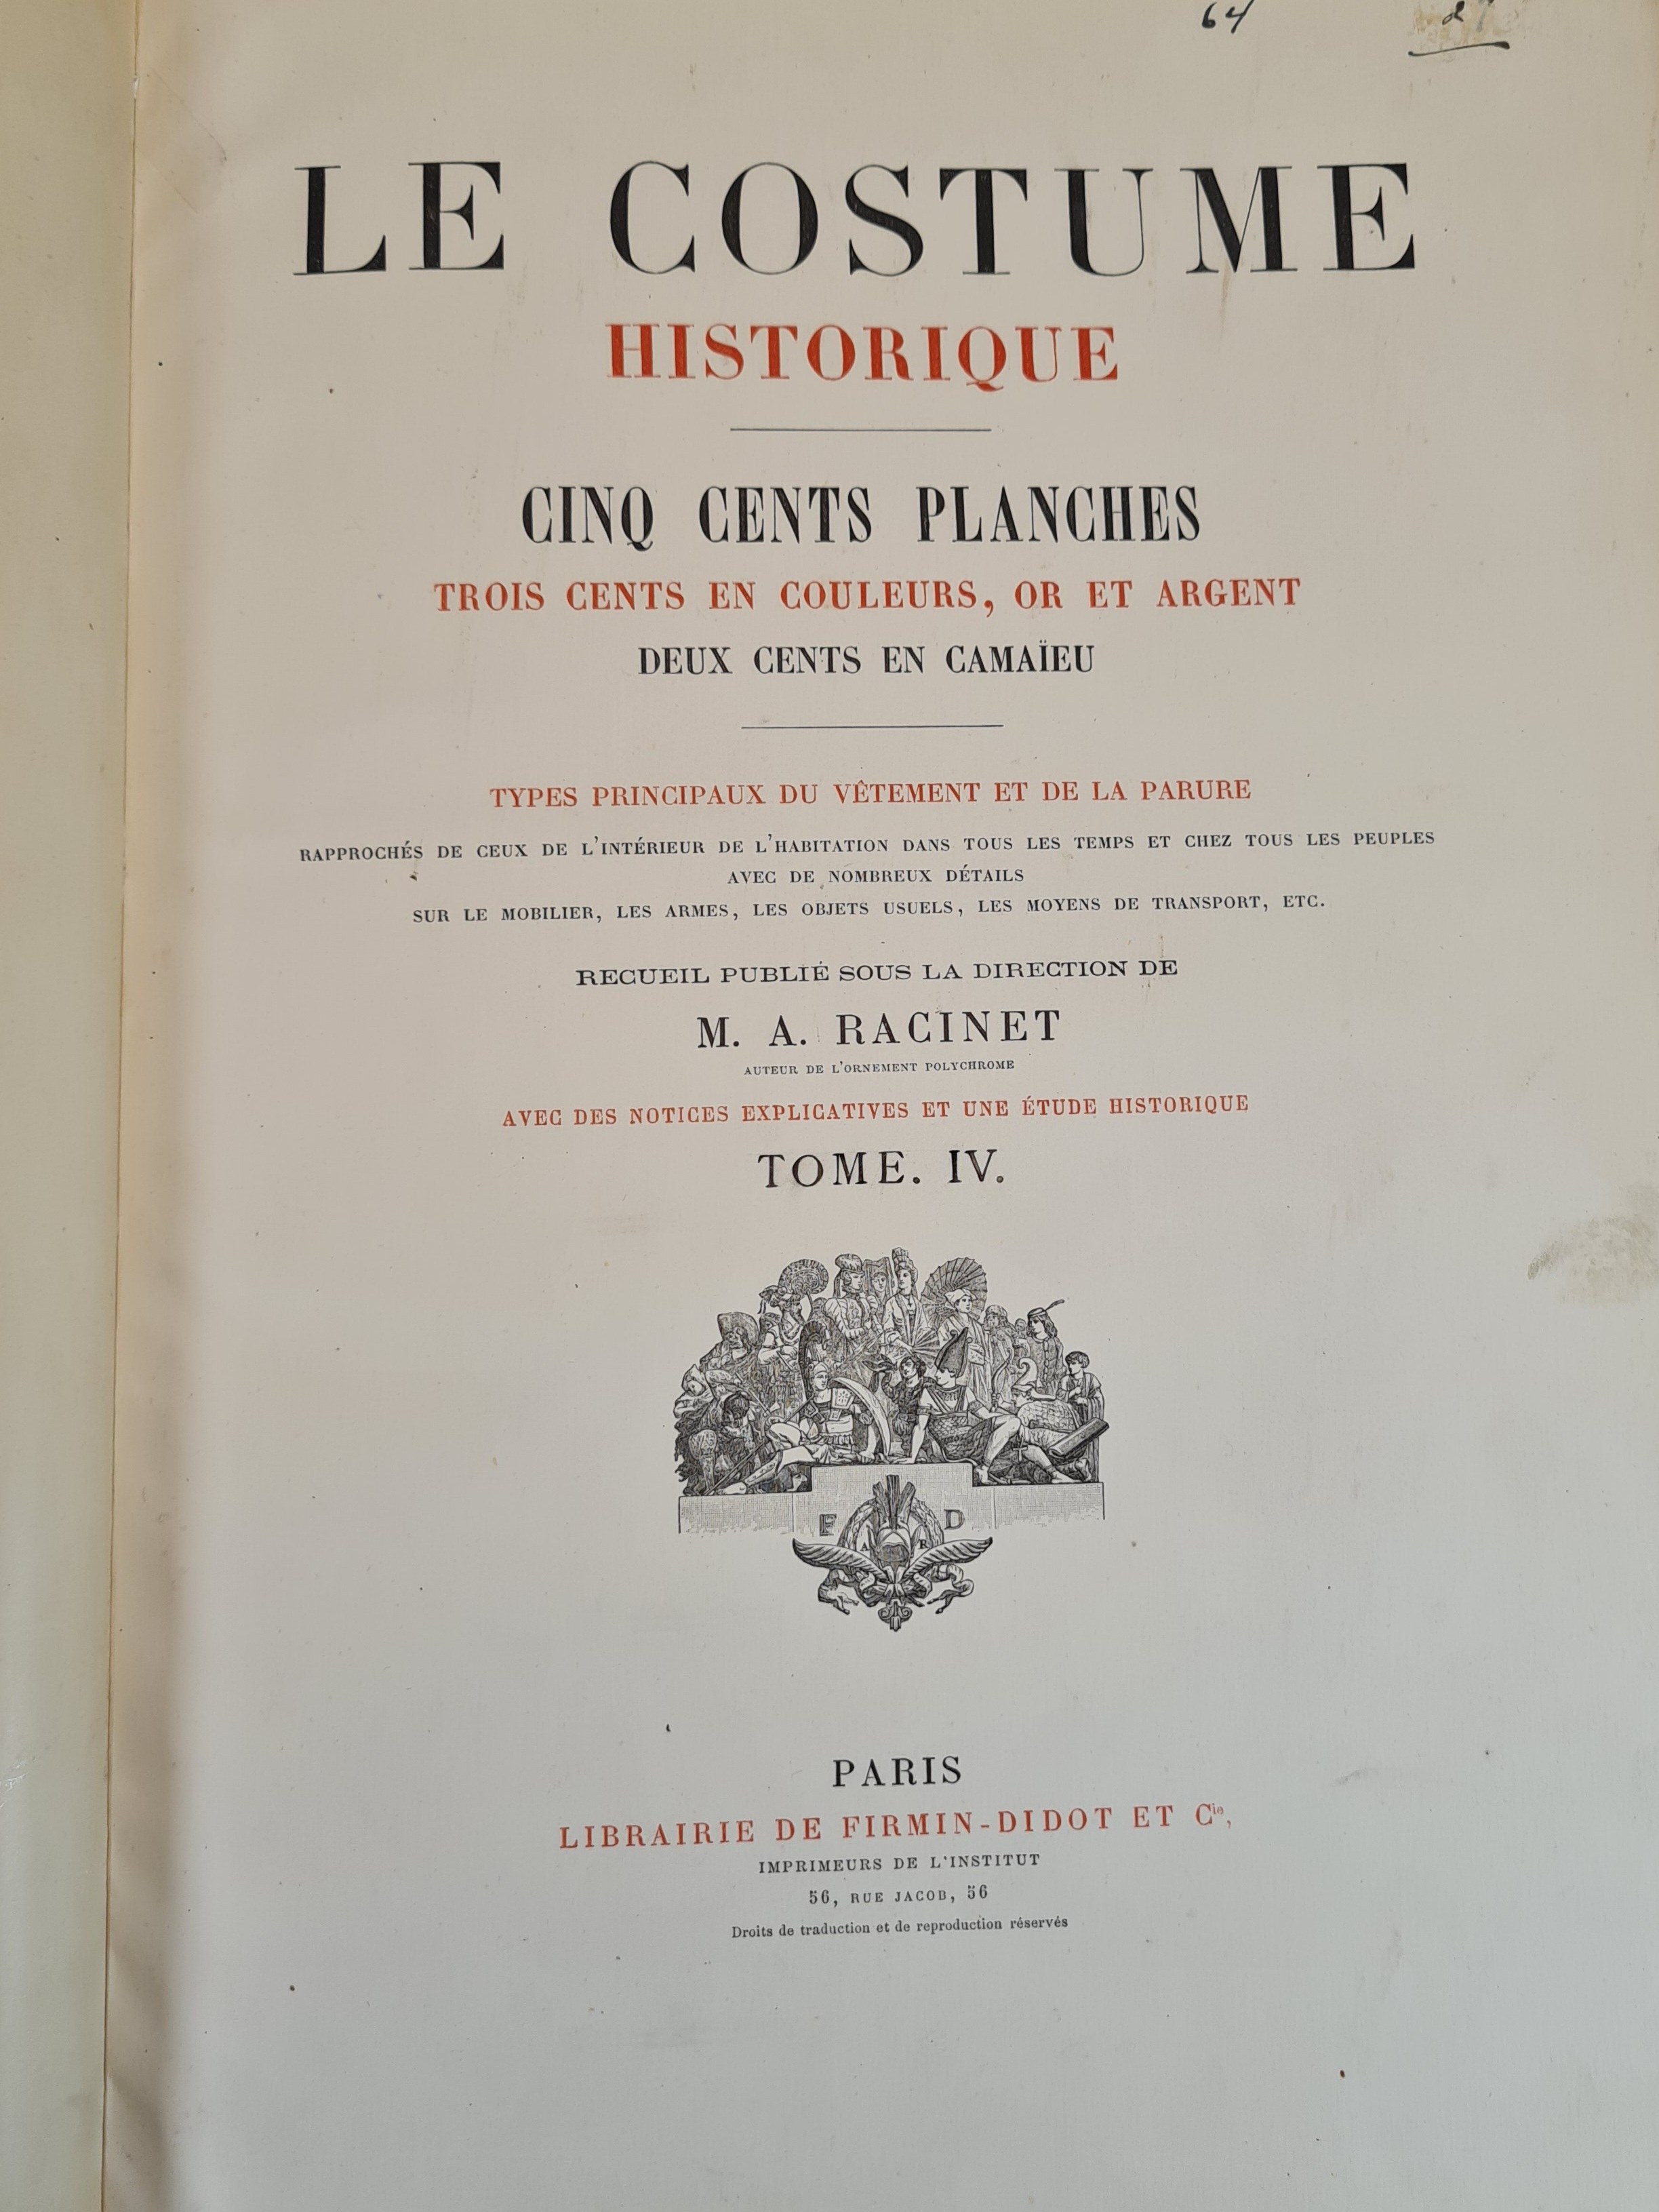 64
LE COSTUME
HISTORIQUE
CINQ CENTS PLANCHES
TROIS CENTS EN COULEURS, OR ET ARGENT
DEUX CENTS EN CAMAÏEU
TYPES PRINCIPAUX DU VÊTEMENT ET DE LA PARURE
RAPPROCHÉS DE CEUX DE L'INTÉRIEUR DE L'HABITATION DANS TOUS LES TEMPS ET CHEZ TOUS LES PEUPLES
AVEC DE NOMBREUX DÉTAILS
SUR LE MOBILIER, LES ARMES, LES OBJETS USUELS, LES MOYENS DE TRANSPORT, ETC.
RECUEIL PUBLIÉ SOUS LA DIRECTION DE
M. A. RACINET
AUTEUR DE L'ORNEMENT POLYCHROME
AVEC DES NOTICES EXPLICATIVES ET UNE ÉTUDE HISTORIQUE
TOME. IV.
F D
A R
PARIS
LIBRAIRIE DE FIRMIN-DIDOT ET Cie,
IMPRIMEURS DE L'INSTITUT
56, RUE JACOB, 56
Droits de traduction et de reproduction réservés